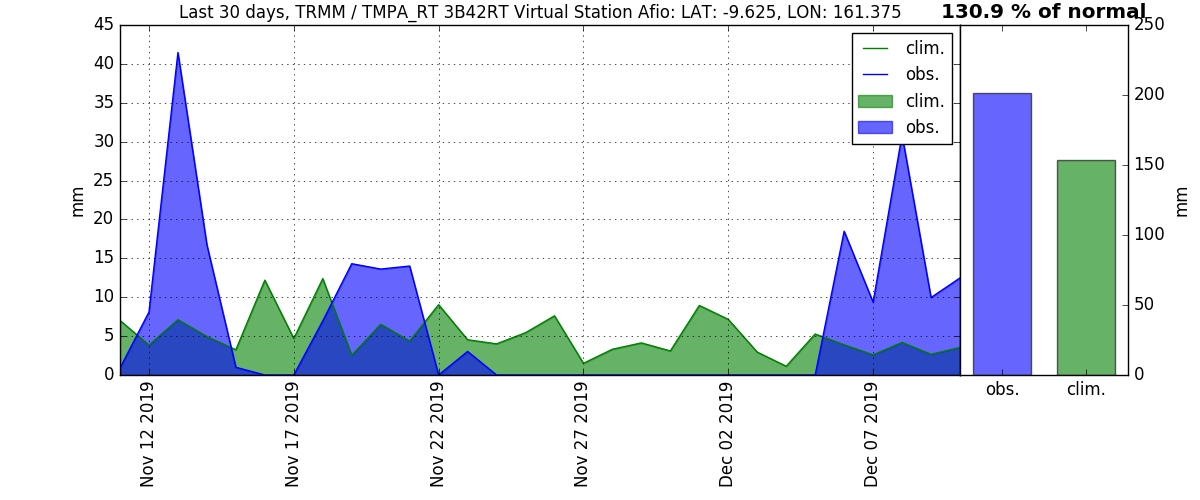 Last 30 days, TRMM / TMPA_RT 3B42RT Virtual Station Afio: LAT: -9.625, LON: 161.375
130.9 % of normal
45
40
35
30
25
20
15
10
5
0
mm
clim.
obs.
clim.
obs.
Nov 12 2019
Nov 17 2019
Nov 22 2019
Nov 27 2019
Dec 02 2019
Dec 07 2019
250
200
150
100
50
0
mm
obs.
clim.